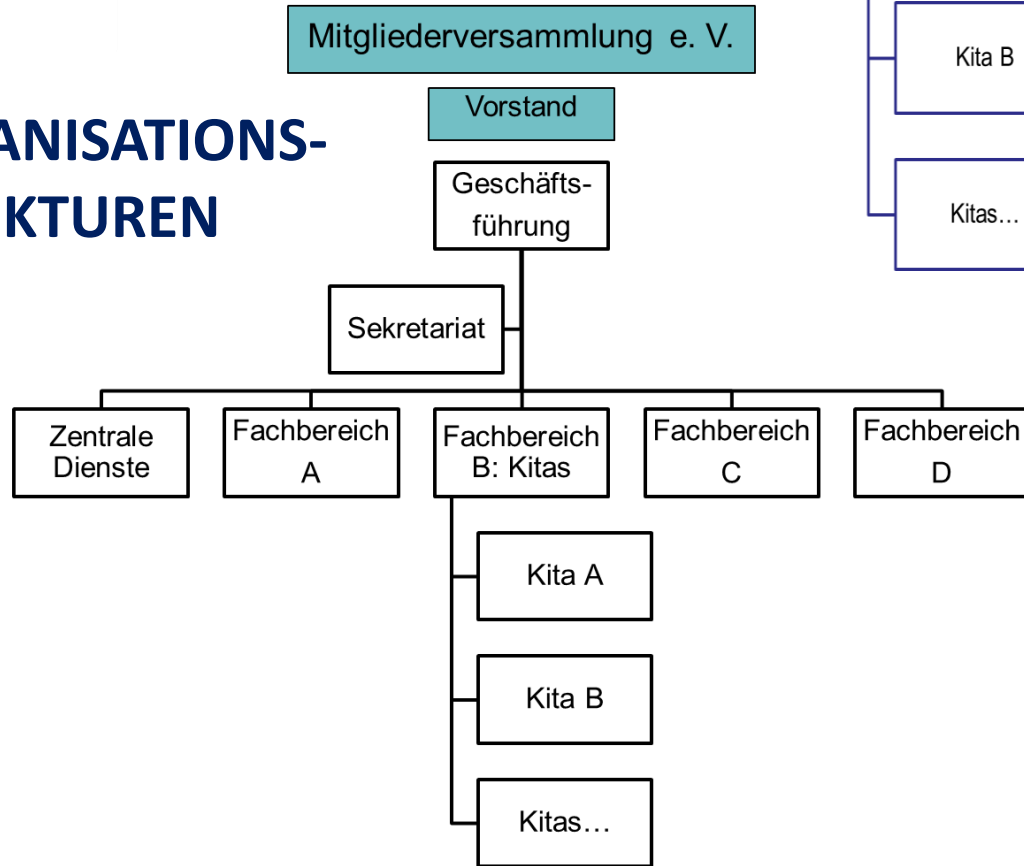 Mitgliederversammlung e. V.
Vorstand
ANISATIONS-
KTUREN
Geschäfts-
führung
Sekretariat
Zentrale
Dienste
Fachbereich
A
Fachbereich
B: Kitas
Fachbereich
C
Fachbereich
D
Kita A
Kita B
Kitas…
Kita B
Kitas…